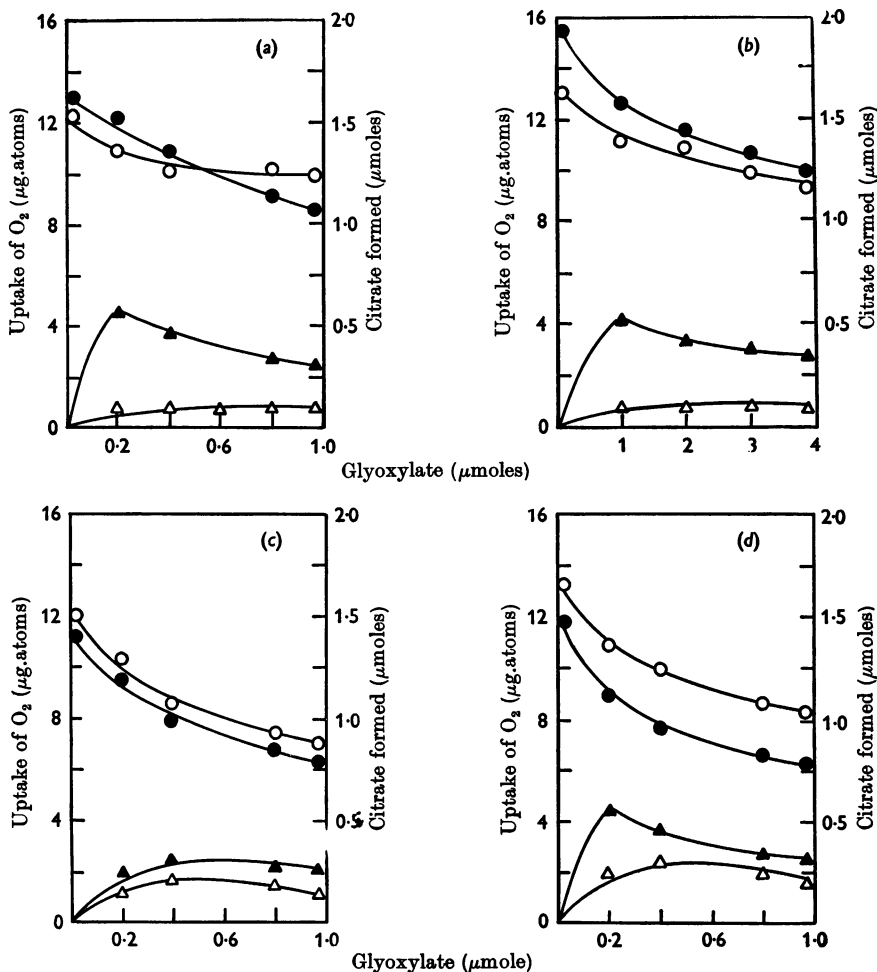 (a)
Uptake of O₂ (μg.atoms)
16
12
8
4
0
2·0
1·5
1·0
0·5
Citrate formed (μmoles)
0·2 0·6 1·0
(b)
Uptake of O₂ (μg.atoms)
16
12
8
4
0
2·0
1·5
1·0
0·5
Citrate formed (μmoles)
1 2 3 4
Glyoxylate (μmoles)
(c)
Uptake of O₂ (μg.atoms)
16
12
8
4
0
2·0
1·5
1·0
0·5
Citrate formed (μmoles)
0·2 0·6 1·0
(d)
Uptake of O₂ (μg.atoms)
16
12
8
4
0
2·0
1·5
1·0
0·5
Citrate formed (μmoles)
0·2 0·6 1·0
Glyoxylate (μmole)